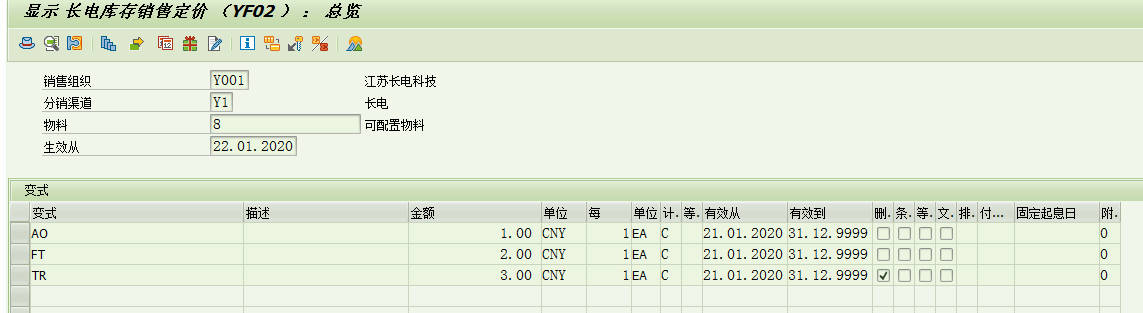 显示 长电库存销售定价 （YF02 ）： 总览
销售组织 Y001 江苏长电科技
分销渠道 Y1 长电
物料 8 可配置物料
生效从 22.01.2020
变式
变式 描述 金额 单位 每 单位 计. 等. 有效从 有效到 删. 条. 等. 文. 排. 付... 固定起息日 附.
AO 1.00 CNY 1 EA C 21.01.2020 31.12.9999 0
FT 2.00 CNY 1 EA C 21.01.2020 31.12.9999 0
TR 3.00 CNY 1 EA C 21.01.2020 31.12.9999 0